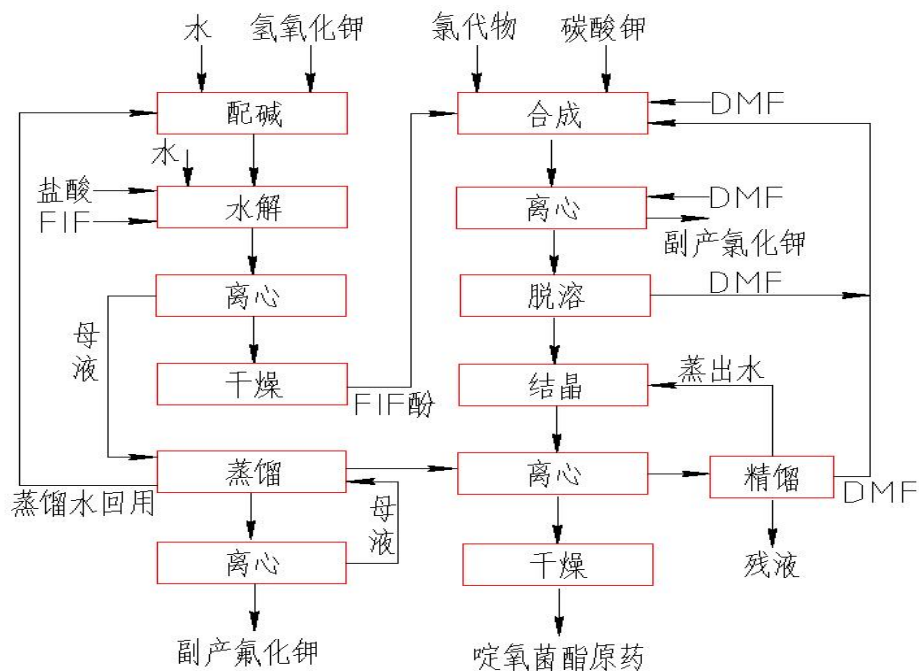 水
氢氧化钾
氯代物
碳酸钾
配碱
合成
DMF
水
盐酸
FIF
水解
离心
DMF
副产氯化钾
离心
脱溶
DMF
母液
干燥
FIF酚
结晶
蒸出水
蒸馏
离心
精馏
DMF
蒸馏水回用
母液
离心
干燥
残液
副产氟化钾
啶氧菌酯原药